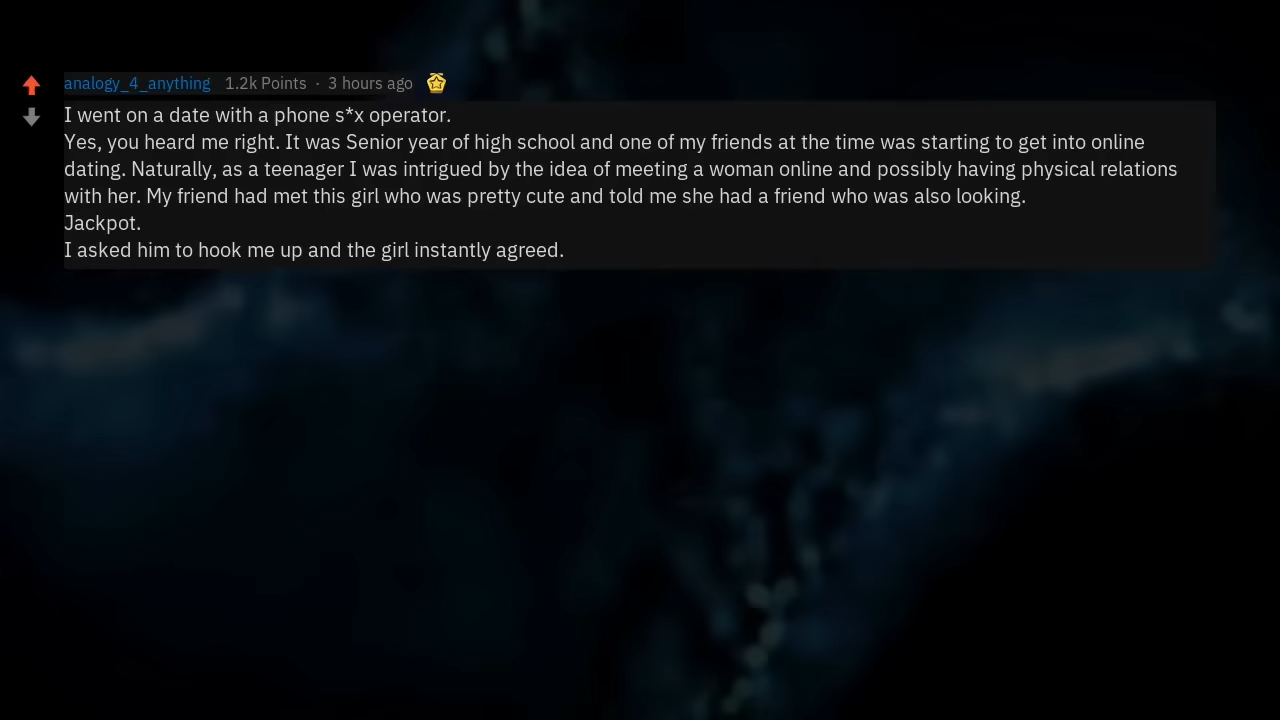 analogy_4_anything 1.2k Points · 3 hours ago
I went on a date with a phone s*x operator.
Yes, you heard me right. It was Senior year of high school and one of my friends at the time was starting to get into online
dating. Naturally, as a teenager I was intrigued by the idea of meeting a woman online and possibly having physical relations
with her. My friend had met this girl who was pretty cute and told me she had a friend who was also looking.
Jackpot.
I asked him to hook me up and the girl instantly agreed.